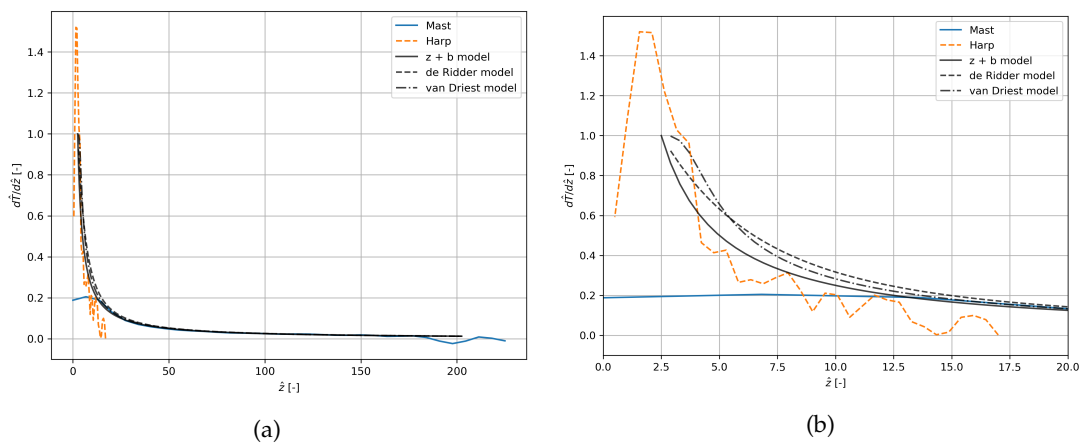 Mast
Harp
z + b model
de Ridder model
van Driest model
1.4
1.2
1.0
0.8
0.6
0.4
0.2
0.0
dT̂/dẑ [-]
0
50
100
150
200
ẑ [-]
(a)
Mast
Harp
z + b model
de Ridder model
van Driest model
1.4
1.2
1.0
0.8
0.6
0.4
0.2
0.0
dT̂/dẑ [-]
0.0
2.5
5.0
7.5
10.0
12.5
15.0
17.5
20.0
ẑ [-]
(b)